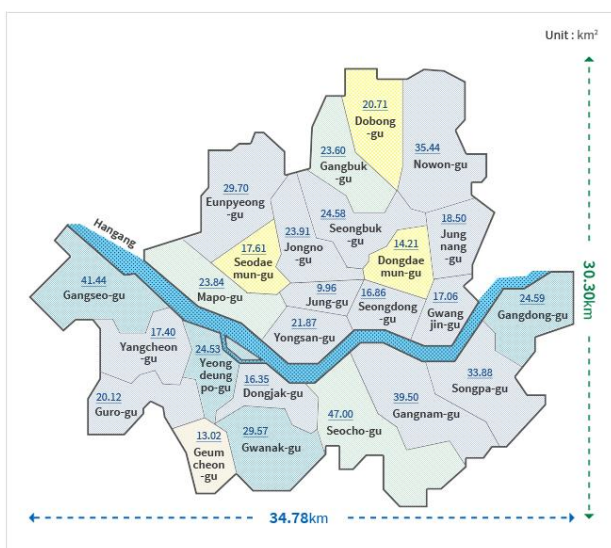 Unit : km²
20.71
Dobong
-gu
23.60
Gangbuk
-gu
35.44
Nowon-gu
29.70
Eunpyeong
-gu
24.58
Seongbuk
-gu
23.91
Jongno
-gu
18.50
Jung
nang
-gu
17.61
Seodae
mun-gu
14.21
Dongdae
mun-gu
Hangang
41.44
Gangseo-gu
23.84
Mapo-gu
9.96
Jung-gu
16.86
Seongdong
-gu
17.06
Gwang
jin-gu
24.59
Gangdong-gu
21.87
Yongsan-gu
17.40
Yangcheon
-gu
24.53
Yeong
deung
po-gu
16.35
Dongjak-gu
33.88
Songpa-gu
39.50
Gangnam-gu
20.12
Guro-gu
47.00
Seocho-gu
13.02
Geum
cheon
-gu
29.57
Gwanak-gu
30.30km
34.78km